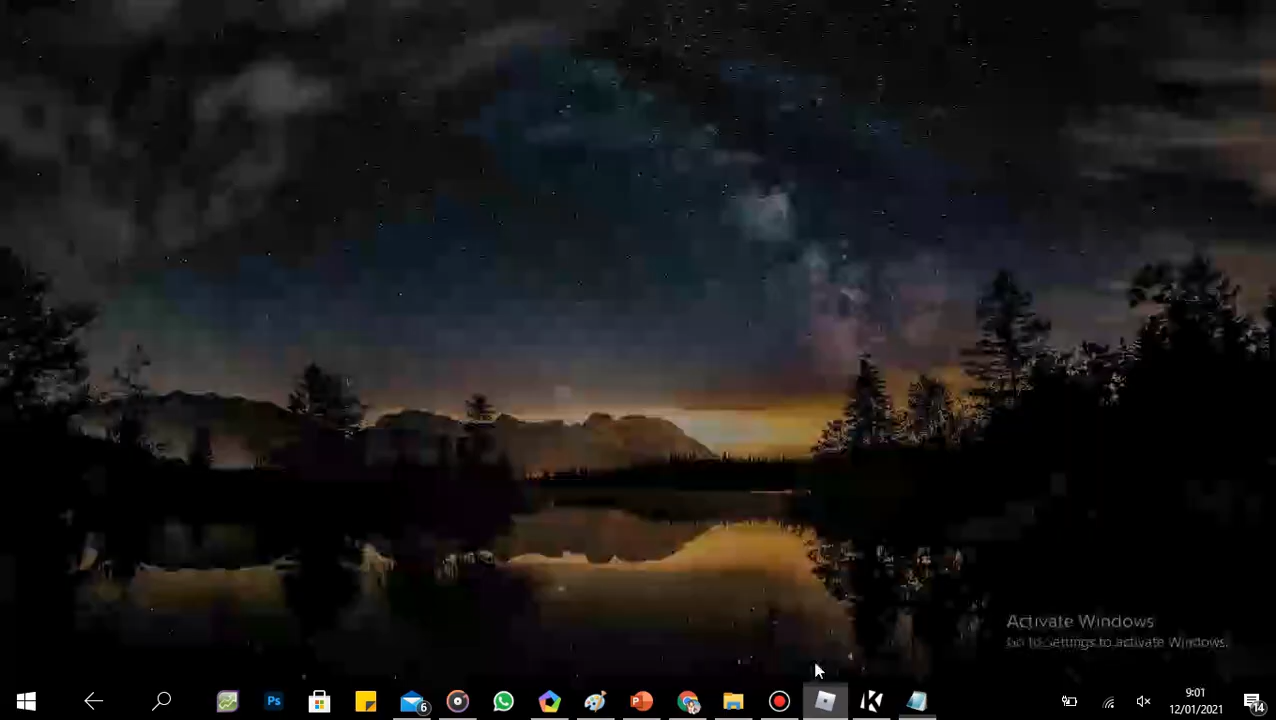 Activate Windows
Go to Settings to activate Windows.
Ps
6
9:01
12/01/2021
14